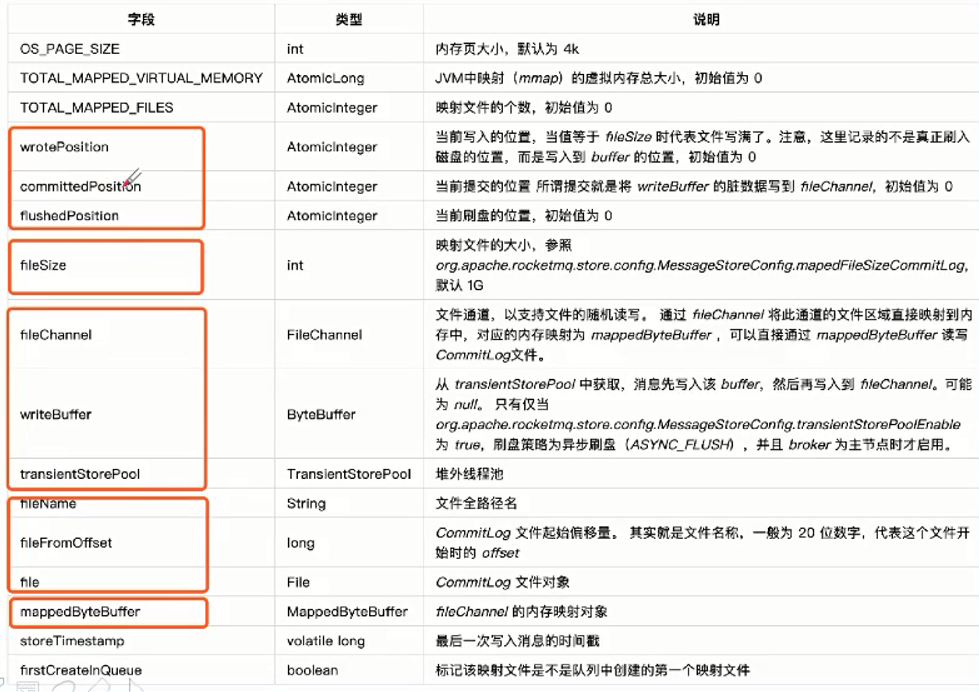 字段 类型 说明
OS_PAGE_SIZE int 内存页大小，默认为 4k
TOTAL_MAPPED_VIRTUAL_MEMORY AtomicLong JVM中映射（mmap）的虚拟内存总大小，初始值为 0
TOTAL_MAPPED_FILES AtomicInteger 映射文件的个数，初始值为 0
wrotePosition AtomicInteger 当前写入的位置，当值等于 fileSize 时代表文件写满了。注意，这里记录的不是真正刷入
磁盘的位置，而是写入到 buffer 的位置，初始值为 0
committedPosition AtomicInteger 当前提交的位置 所谓提交就是将 writeBuffer 的脏数据写到 fileChannel，初始值为 0
flushedPosition AtomicInteger 当前刷盘的位置，初始值为 0
fileSize int 映射文件的大小，参照
org.apache.rocketmq.store.config.MessageStoreConfig.mapedFileSizeCommitLog,
默认 1G
fileChannel FileChannel 文件通道，以支持文件的随机读写。 通过 fileChannel 将此通道的文件区域直接映射到内
存中，对应的内存映射为 mappedByteBuffer ，可以直接通过 mappedByteBuffer 读写
CommitLog文件。
writeBuffer ByteBuffer 从 transientStorePool 中获取，消息先写入该 buffer，然后再写入到 fileChannel。可能
为 null。 只有仅当
org.apache.rocketmq.store.config.MessageStoreConfig.transientStorePoolEnable
为 true，刷盘策略为异步刷盘（ASYNC_FLUSH），并且 broker 为主节点时才启用。
transientStorePool TransientStorePool 堆外线程池
fileName String 文件全路径名
fileFromOffset long CommitLog 文件起始偏移量。 其实就是文件名称，一般为 20 位数字，代表这个文件开
始时的 offset
file File CommitLog 文件对象
mappedByteBuffer MappedByteBuffer fileChannel 的内存映射对象
storeTimestamp volatile long 最后一次写入消息的时间戳
firstCreateInQueue boolean 标记该映射文件是不是队列中创建的第一个映射文件